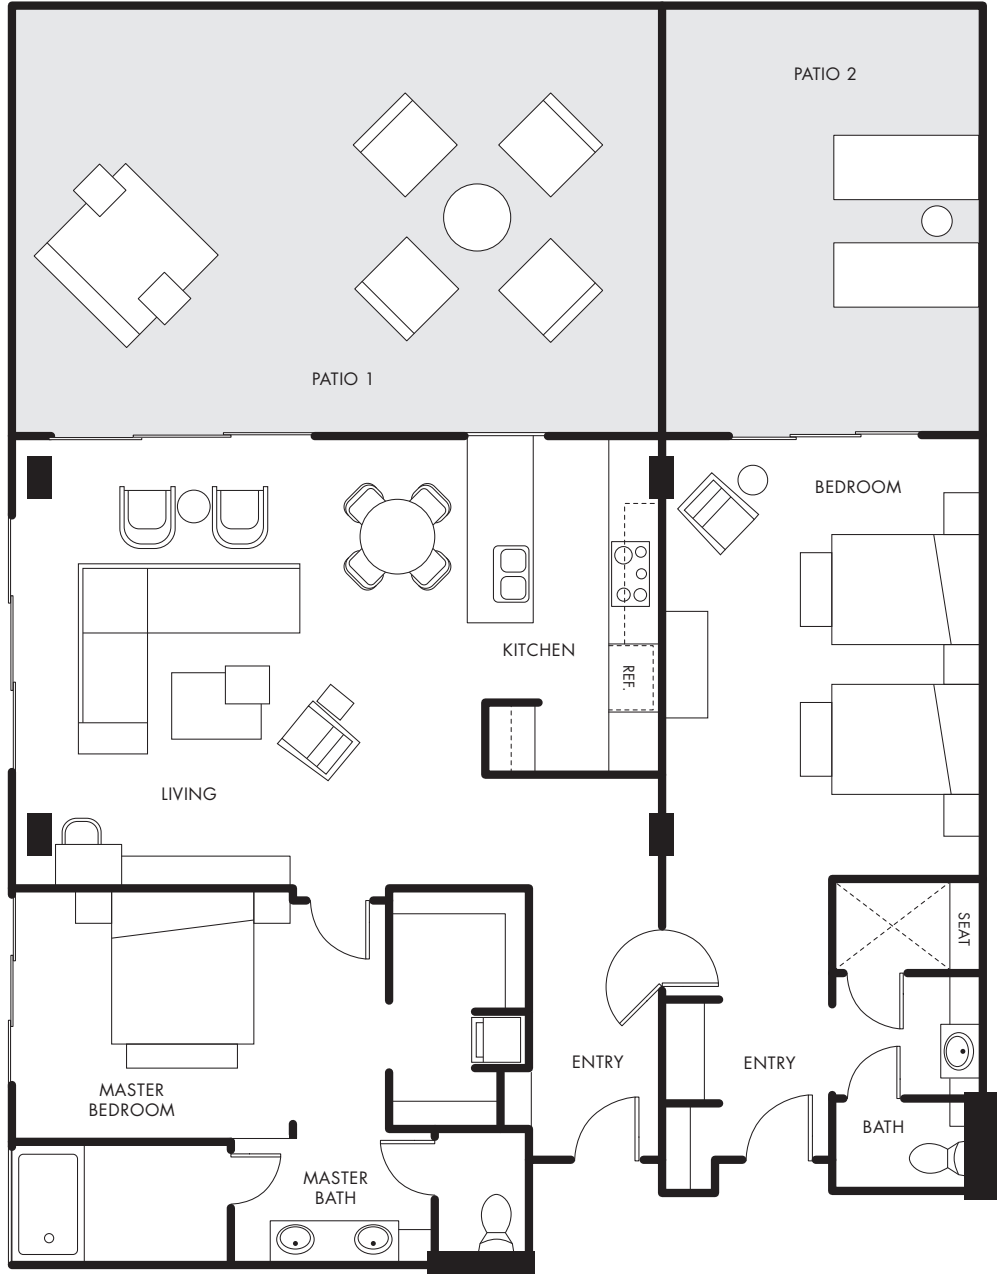 PATIO 2
PATIO 1
BEDROOM
KITCHEN
REF.
LIVING
SEAT
ENTRY
ENTRY
MASTER
BEDROOM
BATH
MASTER
BATH